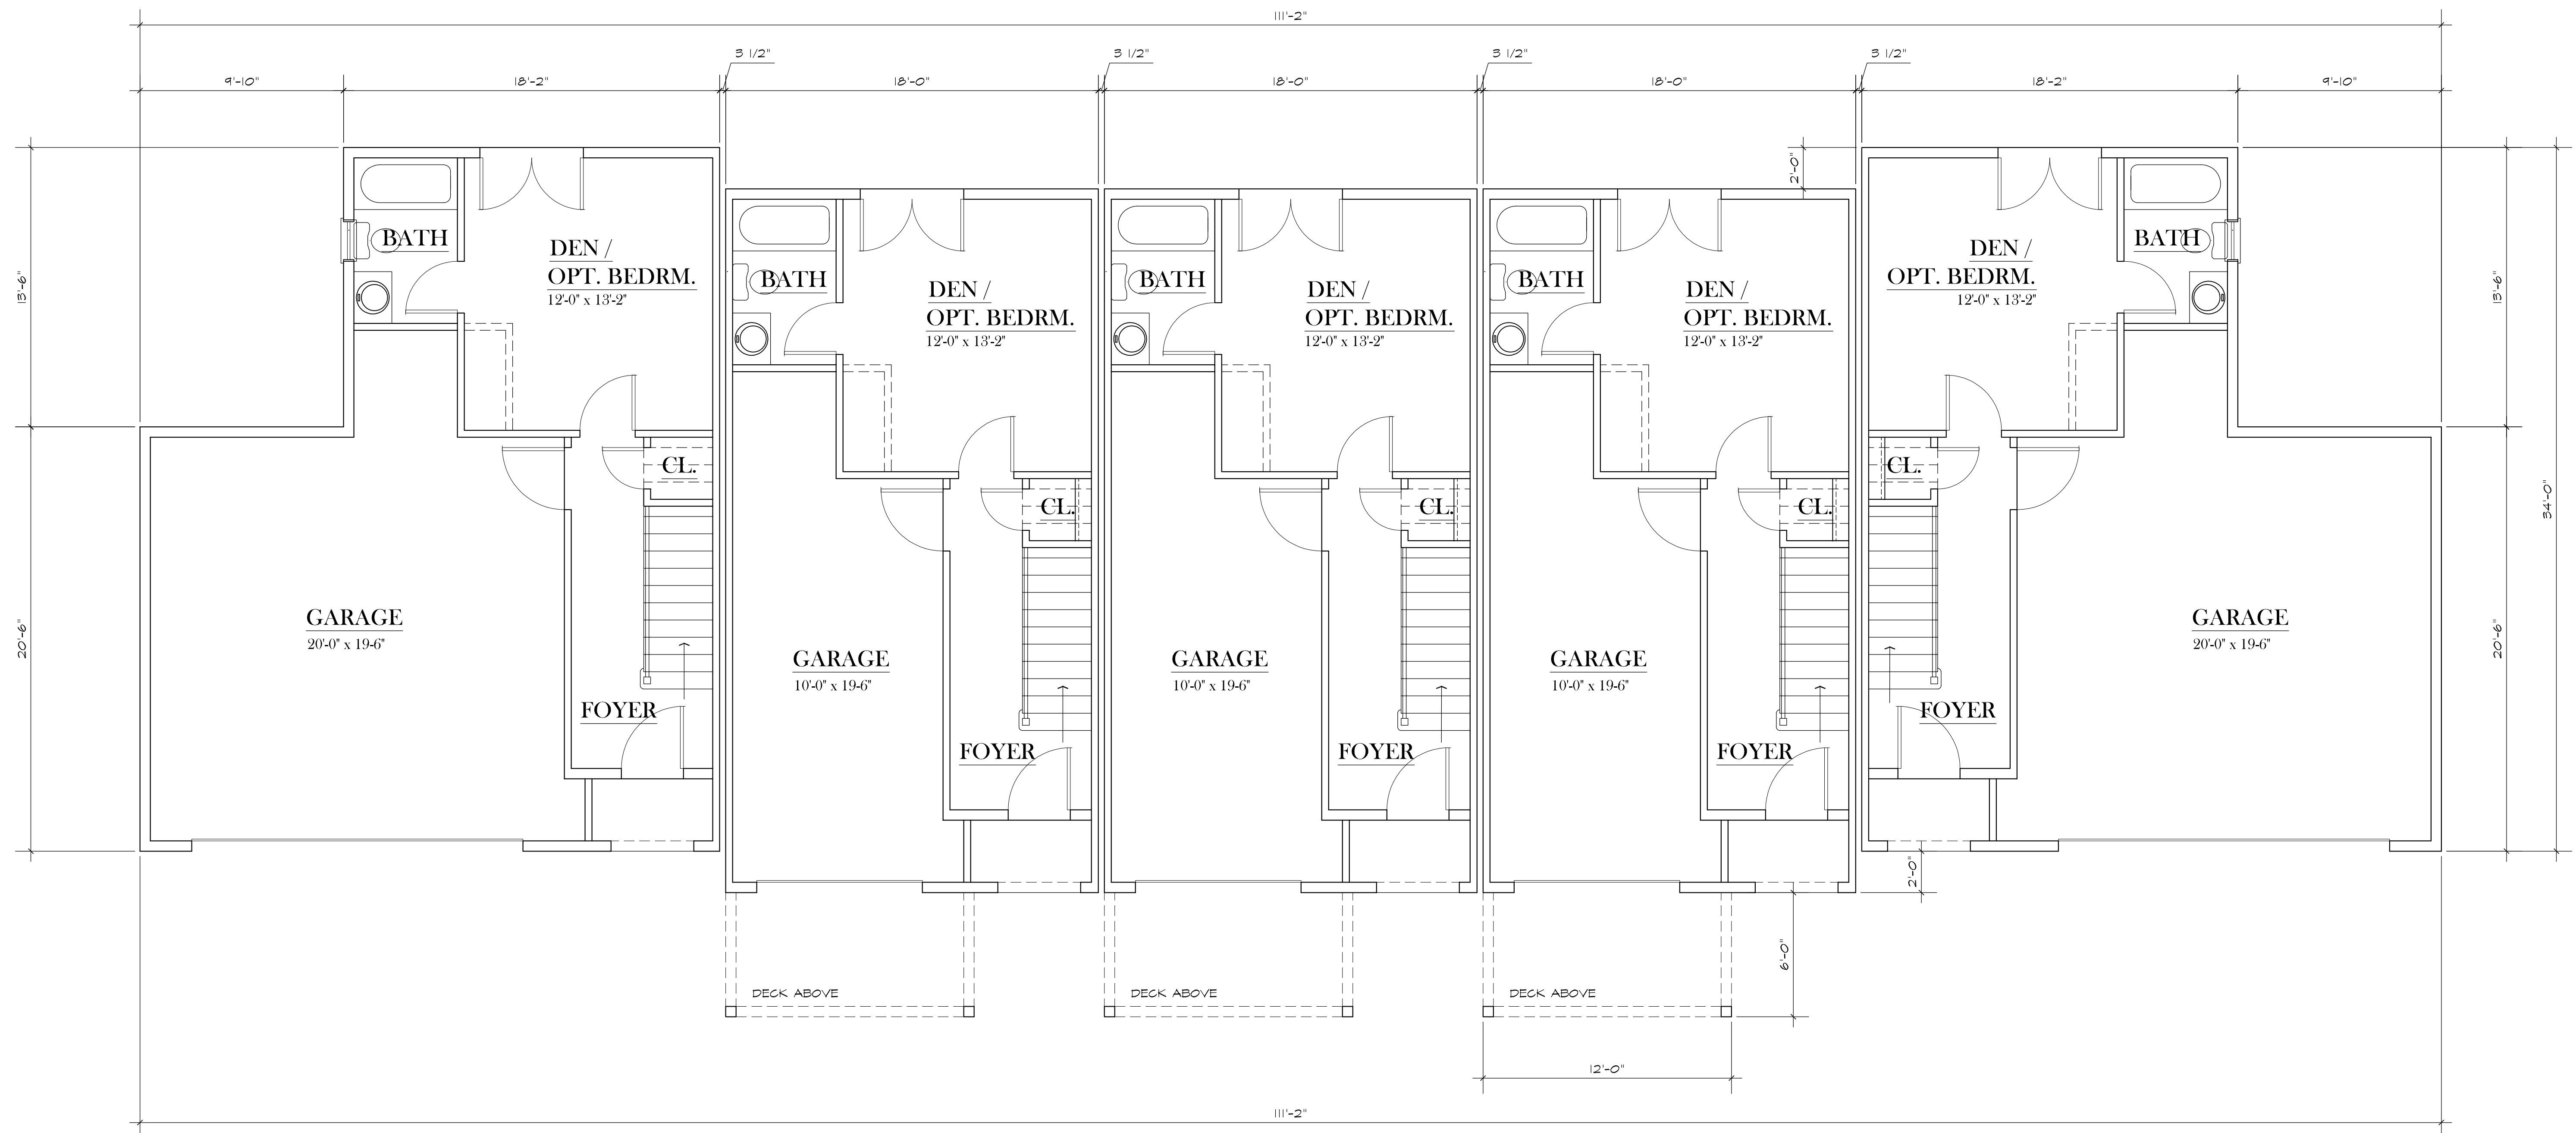 111'-2"
3 1/2" 3 1/2" 3 1/2" 3 1/2"
9'-10" 18'-2" 18'-0" 18'-0" 18'-0" 18'-2" 9'-10"
2'-0"
BATH
DEN /
OPT. BEDRM.
12'-0" x 13'-2"
BATH
DEN /
OPT. BEDRM.
12'-0" x 13'-2"
BATH
DEN /
OPT. BEDRM.
12'-0" x 13'-2"
BATH
DEN /
OPT. BEDRM.
12'-0" x 13'-2"
DEN /
OPT. BEDRM.
12'-0" x 13'-2"
BATH
13'-6"
13'-6"
34'-0"
CL.
CL.
CL.
CL.
CL.
20'-6"
GARAGE
20'-0" x 19-6"
FOYER
GARAGE
10'-0" x 19-6"
FOYER
GARAGE
10'-0" x 19-6"
FOYER
GARAGE
10'-0" x 19-6"
FOYER
FOYER
GARAGE
20'-0" x 19-6"
20'-6"
2'-0"
6'-0"
DECK ABOVE DECK ABOVE DECK ABOVE
12'-0"
111'-2"